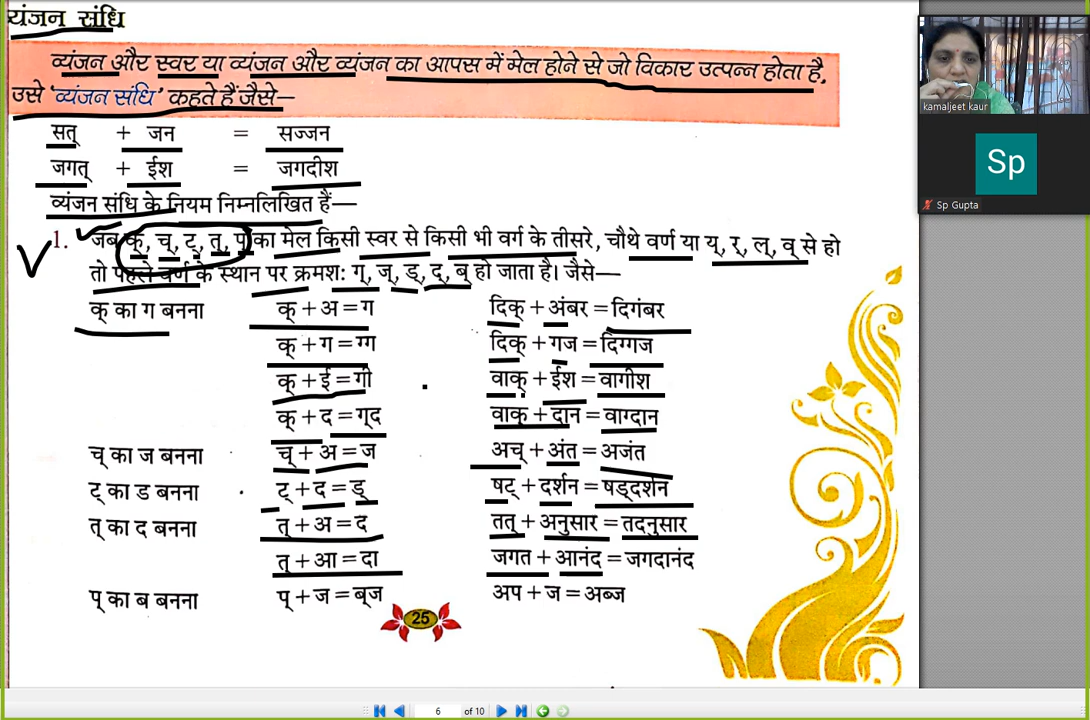 यंजन संधि
व्यंजन और स्वर या व्यंजन और व्यंजन का आपस में मेल होने से जो विकार उत्पन्न होता है,
उसे 'व्यंजन संधि' कहते हैं जैसे—
सत् + जन = सज्जन
जगत् + ईश = जगदीश
व्यंजन संधि के नियम निम्नलिखित हैं—
1. जब क्, च्, ट्, त्, प् का मेल किसी स्वर से किसी भी वर्ग के तीसरे, चौथे वर्ण या य्, र्, ल्, व् से हो
तो पहले वर्ण के स्थान पर क्रमशः ग्, ज्, ड्, द्, ब् हो जाता है। जैसे—
क् का ग बनना क् + अ = ग दिक् + अंबर = दिगंबर
क् + ग = ग्ग दिक् + गज = दिग्गज
क् + ई = गी वाक् + ईश = वागीश
क् + द = ग्द वाक् + दान = वाग्दान
च् का ज बनना च् + अ = ज अच् + अंत = अजंत
ट् का ड बनना ट् + द = ड् षट् + दर्शन = षड्दर्शन
त् का द बनना त् + अ = द तत् + अनुसार = तदनुसार
त् + आ = दा जगत + आनंद = जगदानंद
प् का ब बनना प् + ज = ब्ज अप + ज = अब्ज
25
kamaljeet kaur
Sp
Sp Gupta
6 of 10